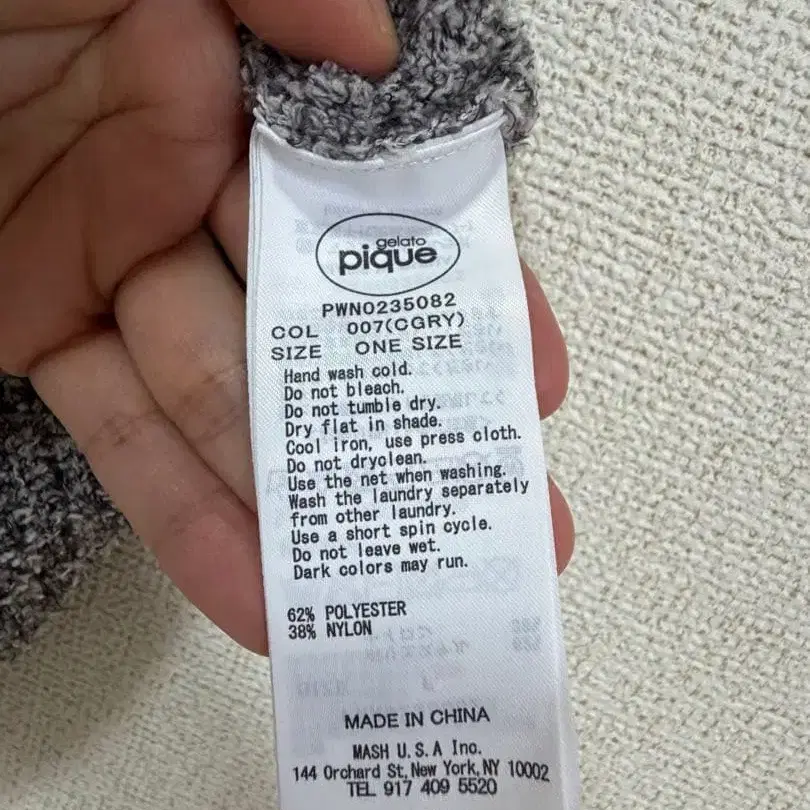 gelato
pique
PWNO235082
COL 007(CGRY)
SIZE ONE SIZE
Hand wash cold.
Do not bleach.
Do not tumble dry.
Dry flat in shade.
Cool iron, use press cloth.
Do not dryclean.
Use the net when washing.
Wash the laundry separately
from other laundry.
Use a short spin cycle.
Do not leave wet.
Dark colors may run.
62% POLYESTER
38% NYLON
MADE IN CHINA
MASH U.S.A Inc.
144 Orchard St, New York, NY 10002
TEL 917 409 5520